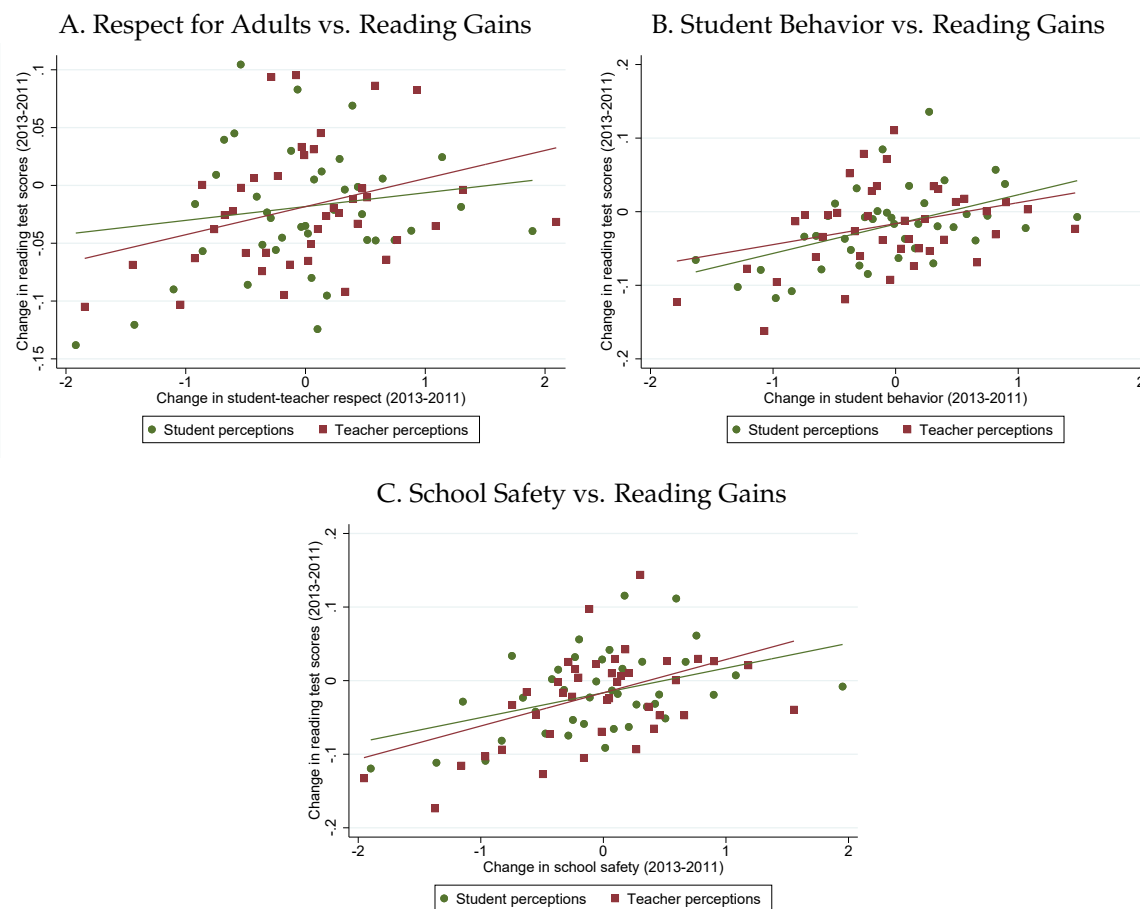 A. Respect for Adults vs. Reading Gains
Change in reading test scores (2013-2011)
.1
.05
0
-.05
-.1
-.15
-2
-1
0
1
2
Change in student-teacher respect (2013-2011)
Student perceptions
Teacher perceptions
B. Student Behavior vs. Reading Gains
Change in reading test scores (2013-2011)
.2
.1
0
-.1
-.2
-2
-1
0
1
2
Change in student behavior (2013-2011)
Student perceptions
Teacher perceptions
C. School Safety vs. Reading Gains
Change in reading test scores (2013-2011)
.2
.1
0
-.1
-.2
-2
-1
0
1
2
Change in school safety (2013-2011)
Student perceptions
Teacher perceptions